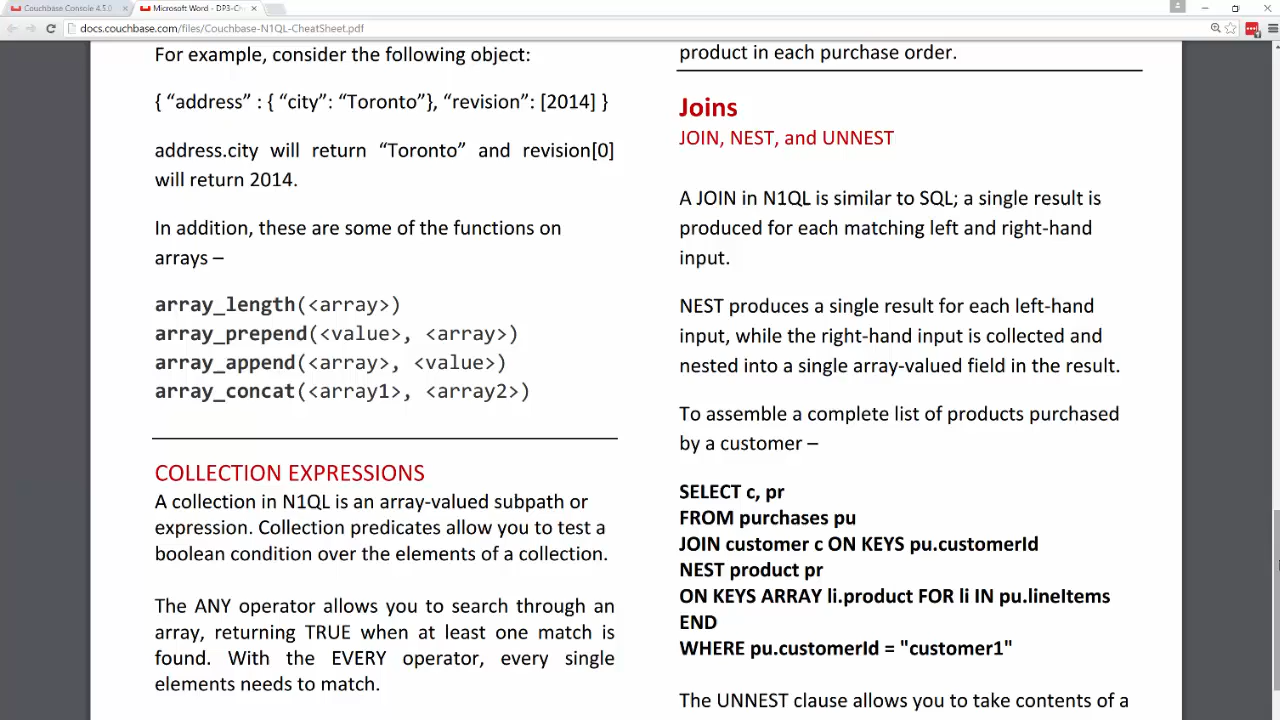 Couchbase Console 4.5.0
Microsoft Word - DP3-Ch
docs.couchbase.com/files/Couchbase-N1QL-CheatSheet.pdf
For example, consider the following object:
{ “address” : { “city”: “Toronto”}, “revision”: [2014] }
address.city will return “Toronto” and revision[0]
will return 2014.
In addition, these are some of the functions on
arrays –
array_length(<array>)
array_prepend(<value>, <array>)
array_append(<array>, <value>)
array_concat(<array1>, <array2>)
COLLECTION EXPRESSIONS
A collection in N1QL is an array-valued subpath or
expression. Collection predicates allow you to test a
boolean condition over the elements of a collection.
The ANY operator allows you to search through an
array, returning TRUE when at least one match is
found. With the EVERY operator, every single
elements needs to match.
product in each purchase order.
Joins
JOIN, NEST, and UNNEST
A JOIN in N1QL is similar to SQL; a single result is
produced for each matching left and right-hand
input.
NEST produces a single result for each left-hand
input, while the right-hand input is collected and
nested into a single array-valued field in the result.
To assemble a complete list of products purchased
by a customer –
SELECT c, pr
FROM purchases pu
JOIN customer c ON KEYS pu.customerId
NEST product pr
ON KEYS ARRAY li.product FOR li IN pu.lineItems
END
WHERE pu.customerId = "customer1"
The UNNEST clause allows you to take contents of a